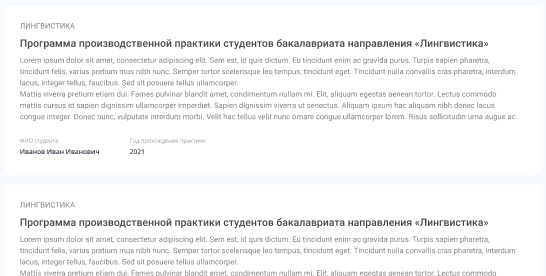 ЛИНГВИСТИКА
Программа производственной практики студентов бакалавриата направления «Лингвистика»
Lorem ipsum dolor sit amet, consectetur adipiscing elit. Sem est, id quis dictum. Eu tincidunt enim ac gravida purus. Turpis sapien pharetra,
tincidunt felis, varius pretium mus nibh nunc. Semper tortor scelerisque leo tempus, tincidunt eget. Tincidunt nulla convallis cras pharetra, interdum
lacus, integer tellus, faucibus. Sed sit posuere tellus ullamcorper.
Mattis viverra pretium etiam dui. Fames pulvinar blandit amet, condimentum nullam mi. Elit, aliquam egestas aenean tortor. Lectus commodo
mattis cursus et sapien dignissim ullamcorper imperdiet. Sapien dignissim viverra ut senectus. Aliquam ipsum hac aliquam nibh donec lacus
congue integer. Donec nunc, vulputate interdum morbi. Velit hac tellus velit nunc ornare congue ullamcorper lorem. Risus sollicitudin urna augue ac.
ФИО студента Год прохождения практики
Иванов Иван Иванович 2021
ЛИНГВИСТИКА
Программа производственной практики студентов бакалавриата направления «Лингвистика»
Lorem ipsum dolor sit amet, consectetur adipiscing elit. Sem est, id quis dictum. Eu tincidunt enim ac gravida purus. Turpis sapien pharetra,
tincidunt felis, varius pretium mus nibh nunc. Semper tortor scelerisque leo tempus, tincidunt eget. Tincidunt nulla convallis cras pharetra, interdum
lacus, integer tellus, faucibus. Sed sit posuere tellus ullamcorper.
Mattis viverra pretium etiam dui. Fames pulvinar blandit amet, condimentum nullam mi. Elit, aliquam egestas aenean tortor. Lectus commodo